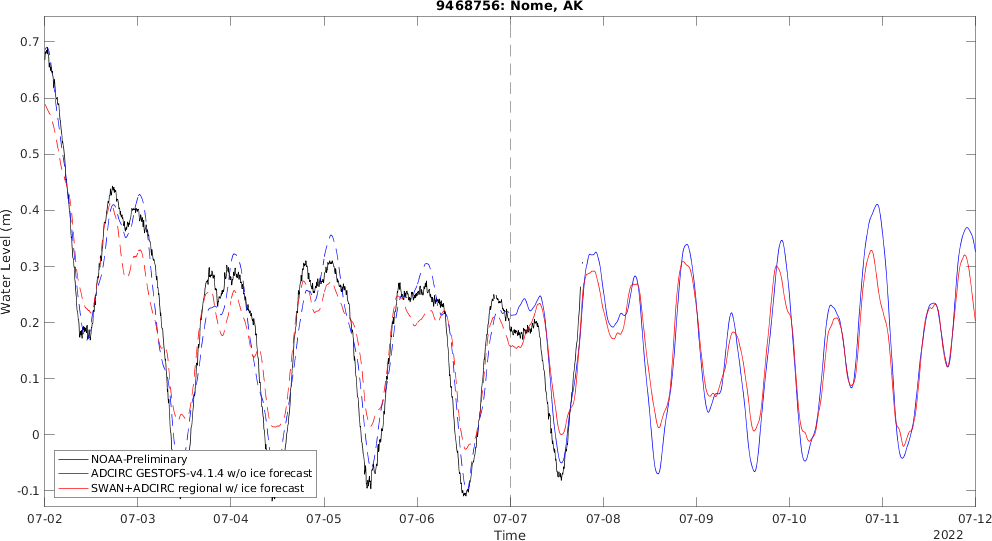 9468756: Nome, AK
Water Level (m)
0.7
0.6
0.5
0.4
0.3
0.2
0.1
0
-0.1
NOAA-Preliminary
ADCIRC GESTOFS-v4.1.4 w/o ice forecast
SWAN+ADCIRC regional w/ ice forecast
07-02 07-03 07-04 07-05 07-06 07-07 07-08 07-09 07-10 07-11 07-12
Time
2022